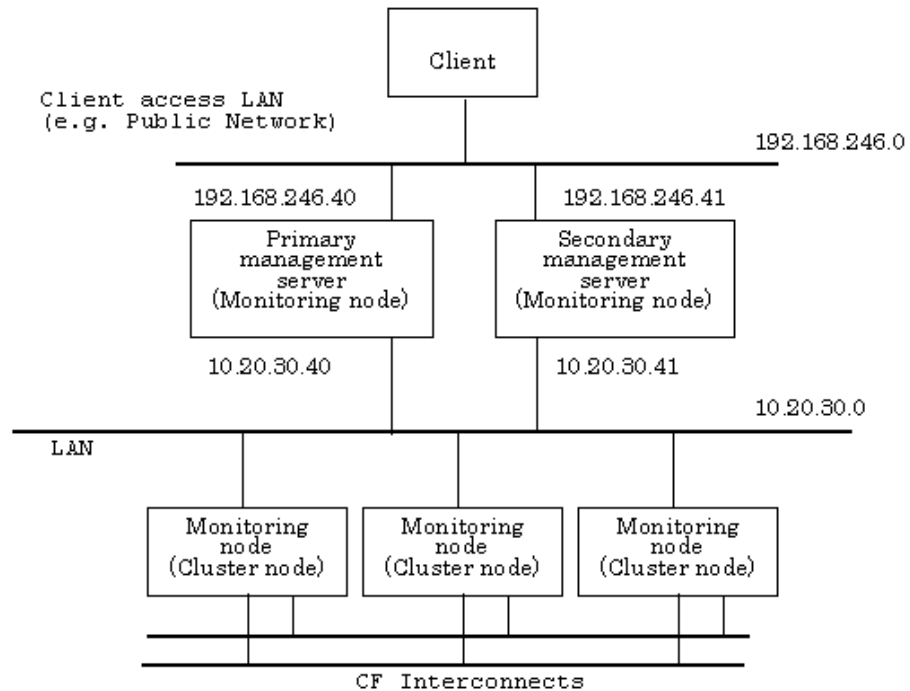 Client
Client access LAN
(e.g. Public Network)
192.168.246.0
192.168.246.40
192.168.246.41
Primary
management
server
(Monitoring node)
Secondary
management
server
(Monitoring node)
10.20.30.40
10.20.30.41
10.20.30.0
LAN
Monitoring
node
(Cluster node)
Monitoring
node
(Cluster node)
Monitoring
node
(Cluster node)
CF Interconnects